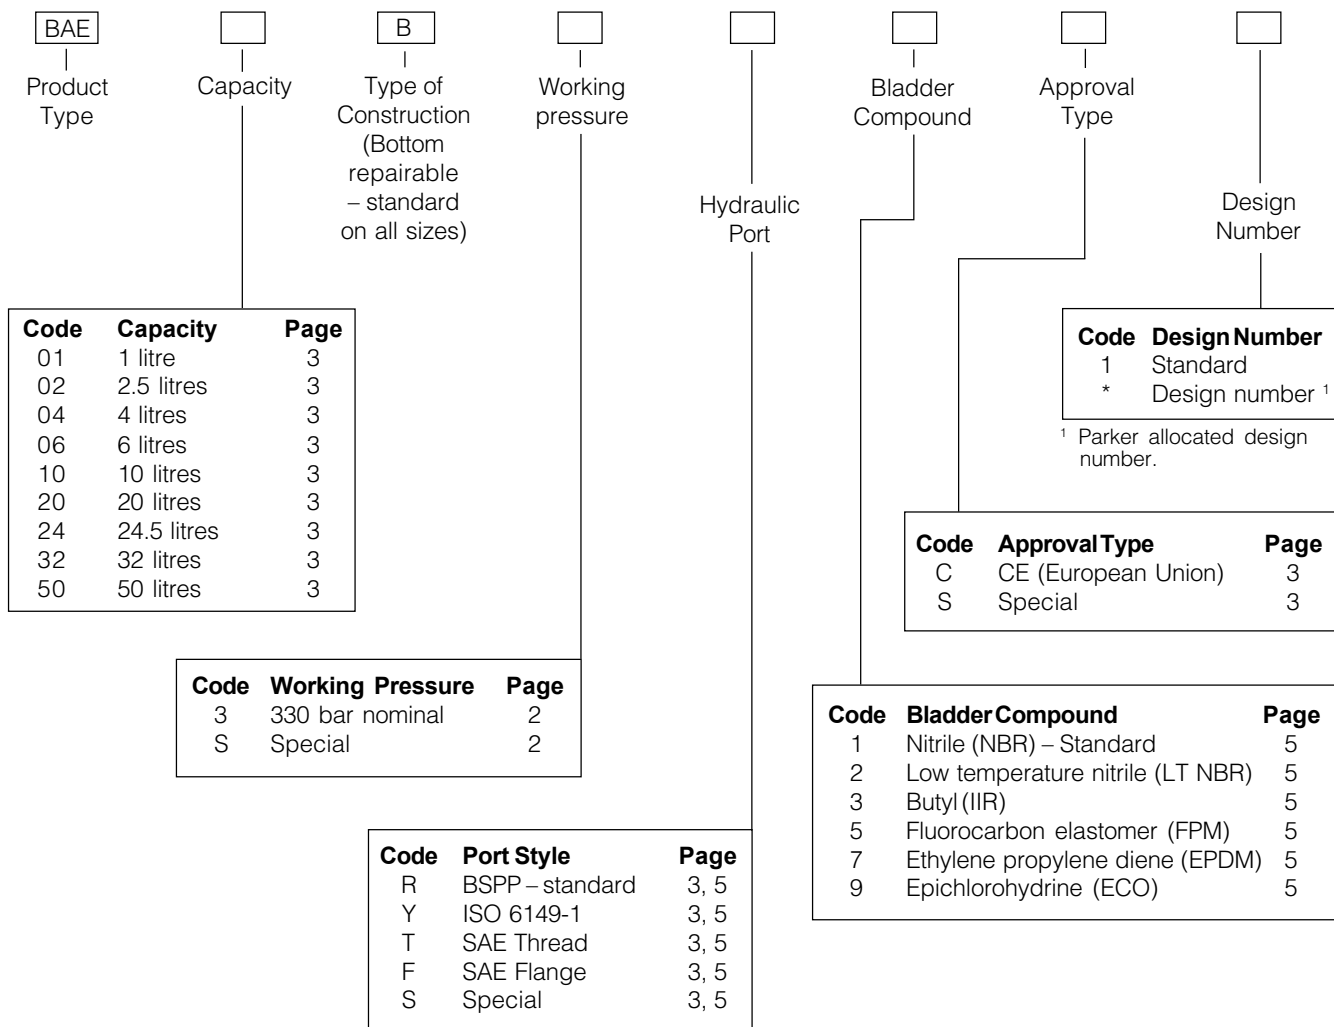 BAE B
Product Type
Capacity
Type of Construction (Bottom repairable – standard on all sizes)
Working pressure
Hydraulic Port
Bladder Compound
Approval Type
Design Number
Code Capacity Page
01 1 litre 3
02 2.5 litres 3
04 4 litres 3
06 6 litres 3
10 10 litres 3
20 20 litres 3
24 24.5 litres 3
32 32 litres 3
50 50 litres 3
Code Design Number
1 Standard
* Design number ¹
¹ Parker allocated design
number.
Code Approval Type Page
C CE (European Union) 3
S Special 3
Code Working Pressure Page
3 330 bar nominal 2
S Special 2
Code Bladder Compound Page
1 Nitrile (NBR) – Standard 5
2 Low temperature nitrile (LT NBR) 5
3 Butyl (IIR) 5
5 Fluorocarbon elastomer (FPM) 5
7 Ethylene propylene diene (EPDM) 5
9 Epichlorohydrine (ECO) 5
Code Port Style Page
R BSPP – standard 3, 5
Y ISO 6149-1 3, 5
T SAE Thread 3, 5
F SAE Flange 3, 5
S Special 3, 5